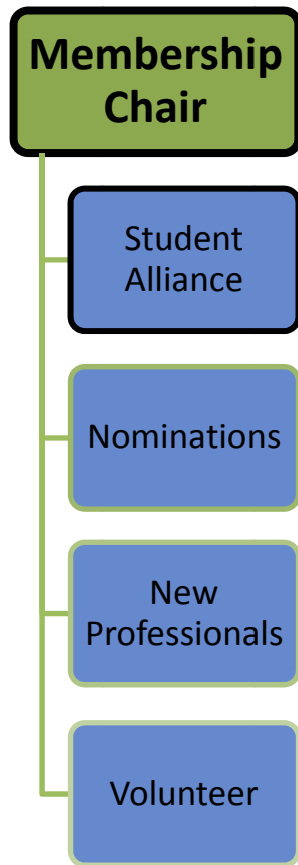 Membership
Chair
Student
Alliance
Nominations
New
Professionals
Volunteer